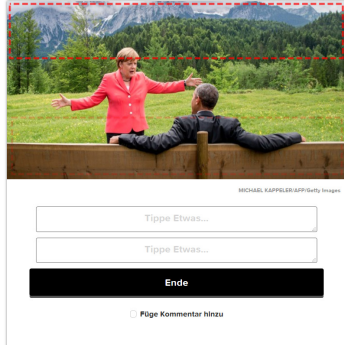 MICHAEL KAPPELER/AFP/Getty Images
Tippe Etwas...
Tippe Etwas...
Ende
Füge Kommentar hinzu